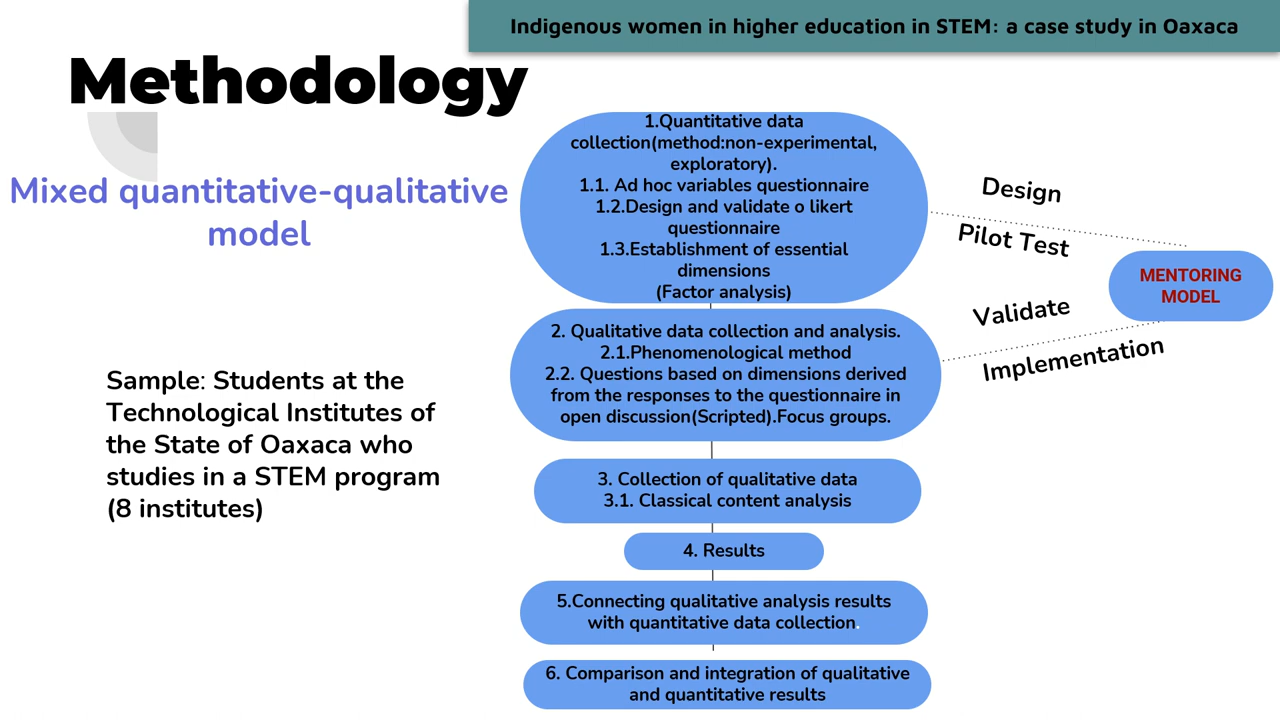 Indigenous women in higher education in STEM: a case study in Oaxaca
Methodology
Mixed quantitative-qualitative
model
Sample: Students at the
Technological Institutes of
the State of Oaxaca who
studies in a STEM program
(8 institutes)
1.Quantitative data
collection(method:non-experimental,
exploratory).
1.1. Ad hoc variables questionnaire
1.2.Design and validate o likert
questionnaire
1.3.Establishment of essential
dimensions
(Factor analysis)
2. Qualitative data collection and analysis.
2.1.Phenomenological method
2.2. Questions based on dimensions derived
from the responses to the questionnaire in
open discussion(Scripted).Focus groups.
3. Collection of qualitative data
3.1. Classical content analysis
4. Results
5.Connecting qualitative analysis results
with quantitative data collection.
6. Comparison and integration of qualitative
and quantitative results
Design
Pilot Test
MENTORING
MODEL
Validate
Implementation